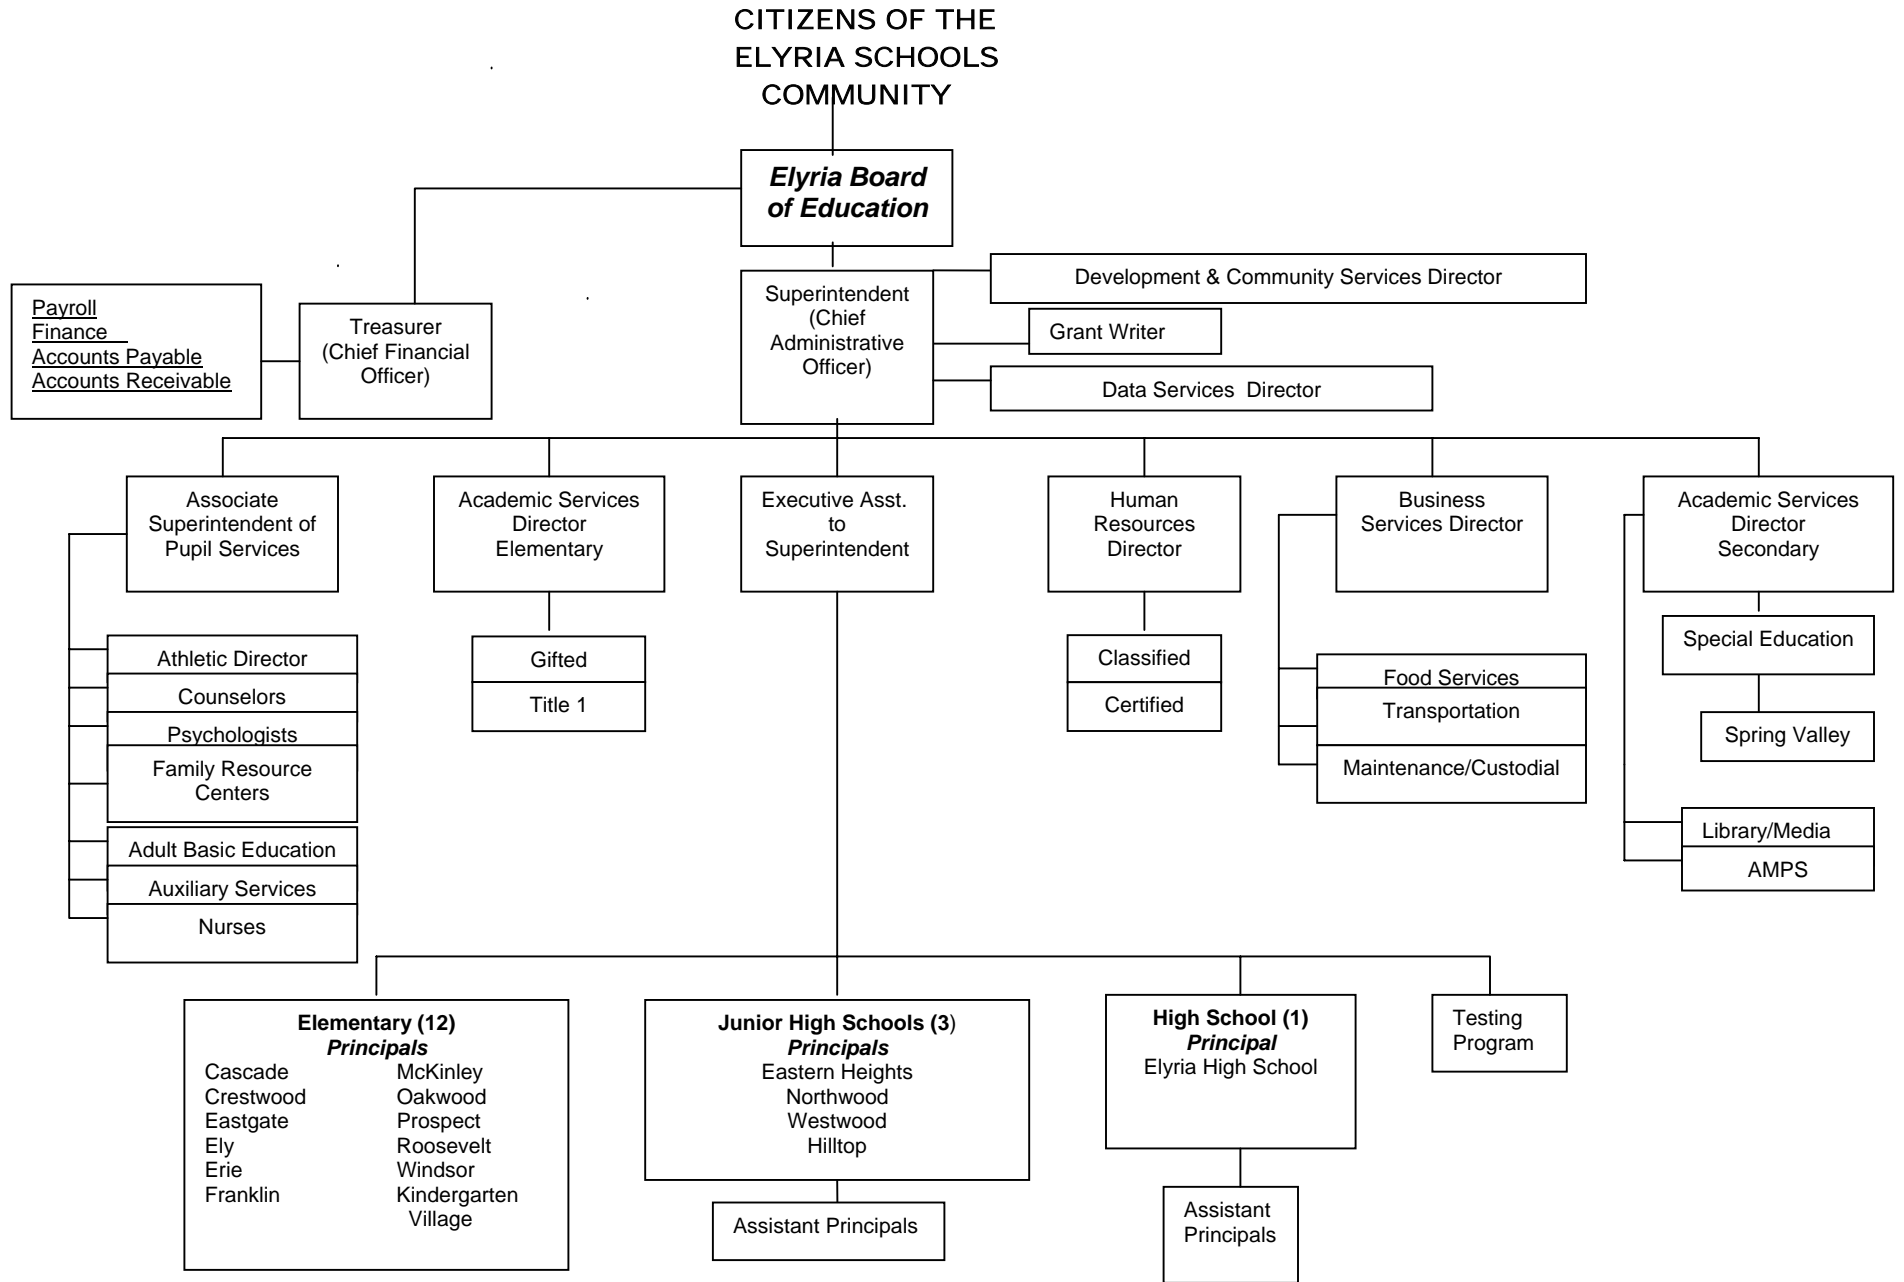 CITIZENS OF THE
ELYRIA SCHOOLS
COMMUNITY
Elyria Board
of Education
Payroll
Finance
Accounts Payable
Accounts Receivable
Treasurer
(Chief Financial
Officer)
Superintendent
(Chief
Administrative
Officer)
Development & Community Services Director
Grant Writer
Data Services Director
Associate
Superintendent of
Pupil Services
Academic Services
Director
Elementary
Executive Asst.
to
Superintendent
Human
Resources
Director
Business
Services Director
Academic Services
Director
Secondary
Athletic Director
Counselors
Psychologists
Family Resource
Centers
Adult Basic Education
Auxiliary Services
Nurses
Gifted
Title 1
Classified
Certified
Food Services
Transportation
Maintenance/Custodial
Special Education
Spring Valley
Library/Media
AMPS
Elementary (12)
Principals
Cascade McKinley
Crestwood Oakwood
Eastgate Prospect
Ely Roosevelt
Erie Windsor
Franklin Kindergarten
Village
Junior High Schools (3)
Principals
Eastern Heights
Northwood
Westwood
Hilltop
Assistant Principals
High School (1)
Principal
Elyria High School
Assistant
Principals
Testing
Program